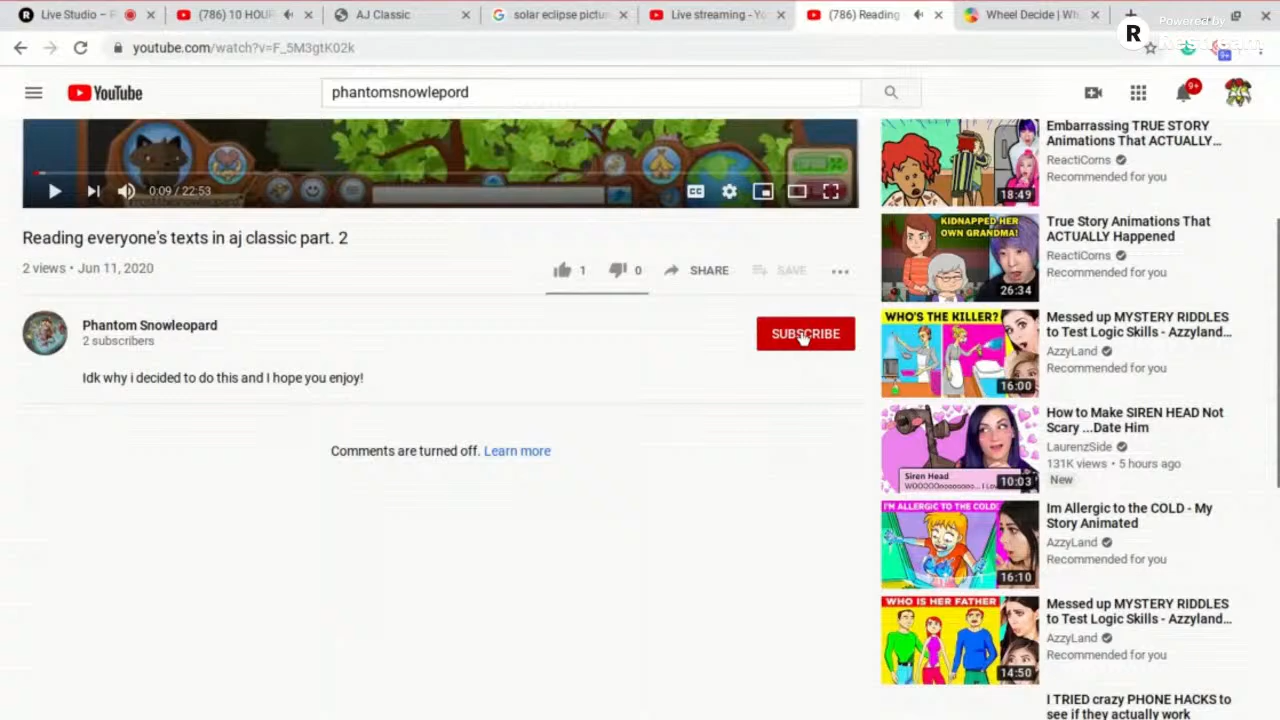 Live Studio –
(786) 10 HOUR
AJ Classic
solar eclipse pictur
Live streaming - Yo
(786) Reading
Wheel Decide | Wh
Powered by
Restream
youtube.com/watch?v=F_5M3gtK02k
9+
YouTube
phantomsnowlepord
9+
0:09 / 22:53
CC
Reading everyone's texts in aj classic part. 2
2 views • Jun 11, 2020
1
0
SHARE
SAVE
Phantom Snowleopard
2 subscribers
SUBSCRIBE
Idk why i decided to do this and I hope you enjoy!
Comments are turned off. Learn more
18:49
Embarrassing TRUE STORY
Animations That ACTUALLY...
ReactiCorns
Recommended for you
KIDNAPPED HER
OWN GRANDMA!
26:34
True Story Animations That
ACTUALLY Happened
ReactiCorns
Recommended for you
WHO'S THE KILLER?
16:00
Messed up MYSTERY RIDDLES
to Test Logic Skills - Azzyland...
AzzyLand
Recommended for you
Siren Head
10:03
How to Make SIREN HEAD Not
Scary ...Date Him
LaurenzSide
131K views • 5 hours ago
New
I'M ALLERGIC TO THE COLD
16:10
Im Allergic to the COLD - My
Story Animated
AzzyLand
Recommended for you
WHO IS HER FATHER
14:50
Messed up MYSTERY RIDDLES
to Test Logic Skills - Azzyland...
AzzyLand
Recommended for you
I TRIED crazy PHONE HACKS to
see if they actually work